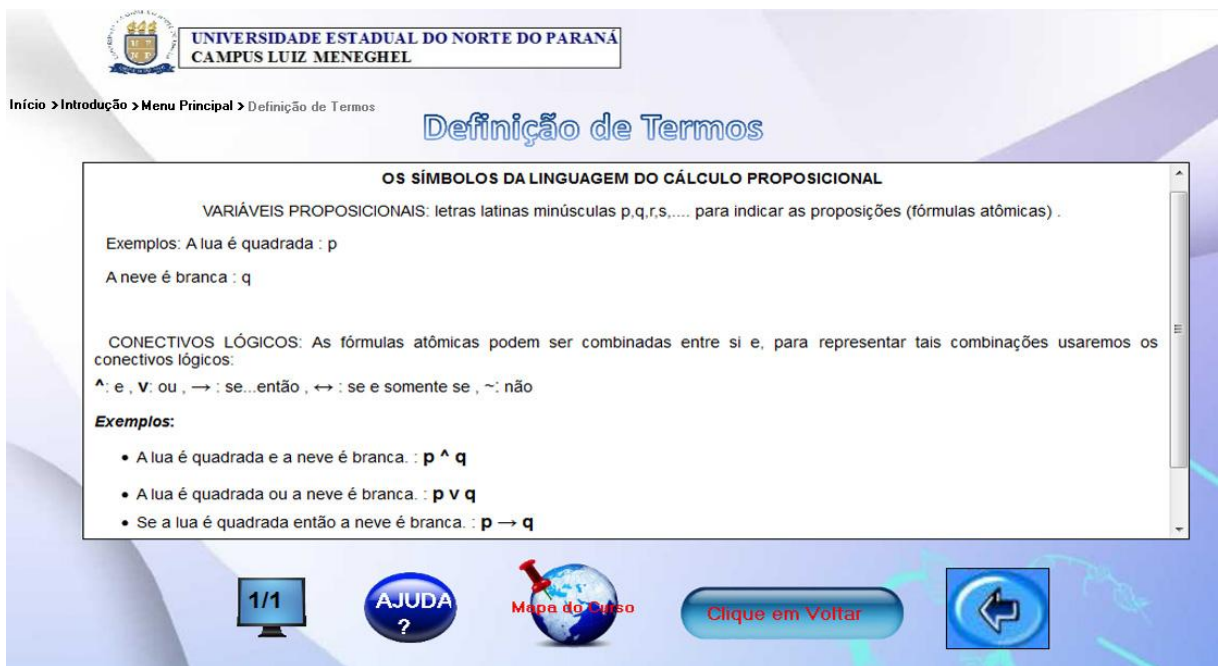 UNIVERSIDADE ESTADUAL DO NORTE DO PARANÁ
CAMPUS LUIZ MENEGHEL
Início > Introdução > Menu Principal > Definição de Termos
Definição de Termos
OS SÍMBOLOS DA LINGUAGEM DO CÁLCULO PROPOSICIONAL
VARIÁVEIS PROPOSICIONAIS: letras latinas minúsculas p,q,r,s,.... para indicar as proposições (fórmulas atômicas) .
Exemplos: A lua é quadrada : p
A neve é branca : q
CONECTIVOS LÓGICOS: As fórmulas atômicas podem ser combinadas entre si e, para representar tais combinações usaremos os
conectivos lógicos:
^: e , v: ou , → : se...então , ↔ : se e somente se , ~: não
Exemplos:
• A lua é quadrada e a neve é branca. : p ^ q
• A lua é quadrada ou a neve é branca. : p v q
• Se a lua é quadrada então a neve é branca. : p → q
1/1
AJUDA
?
Mapa do Curso
Clique em Voltar